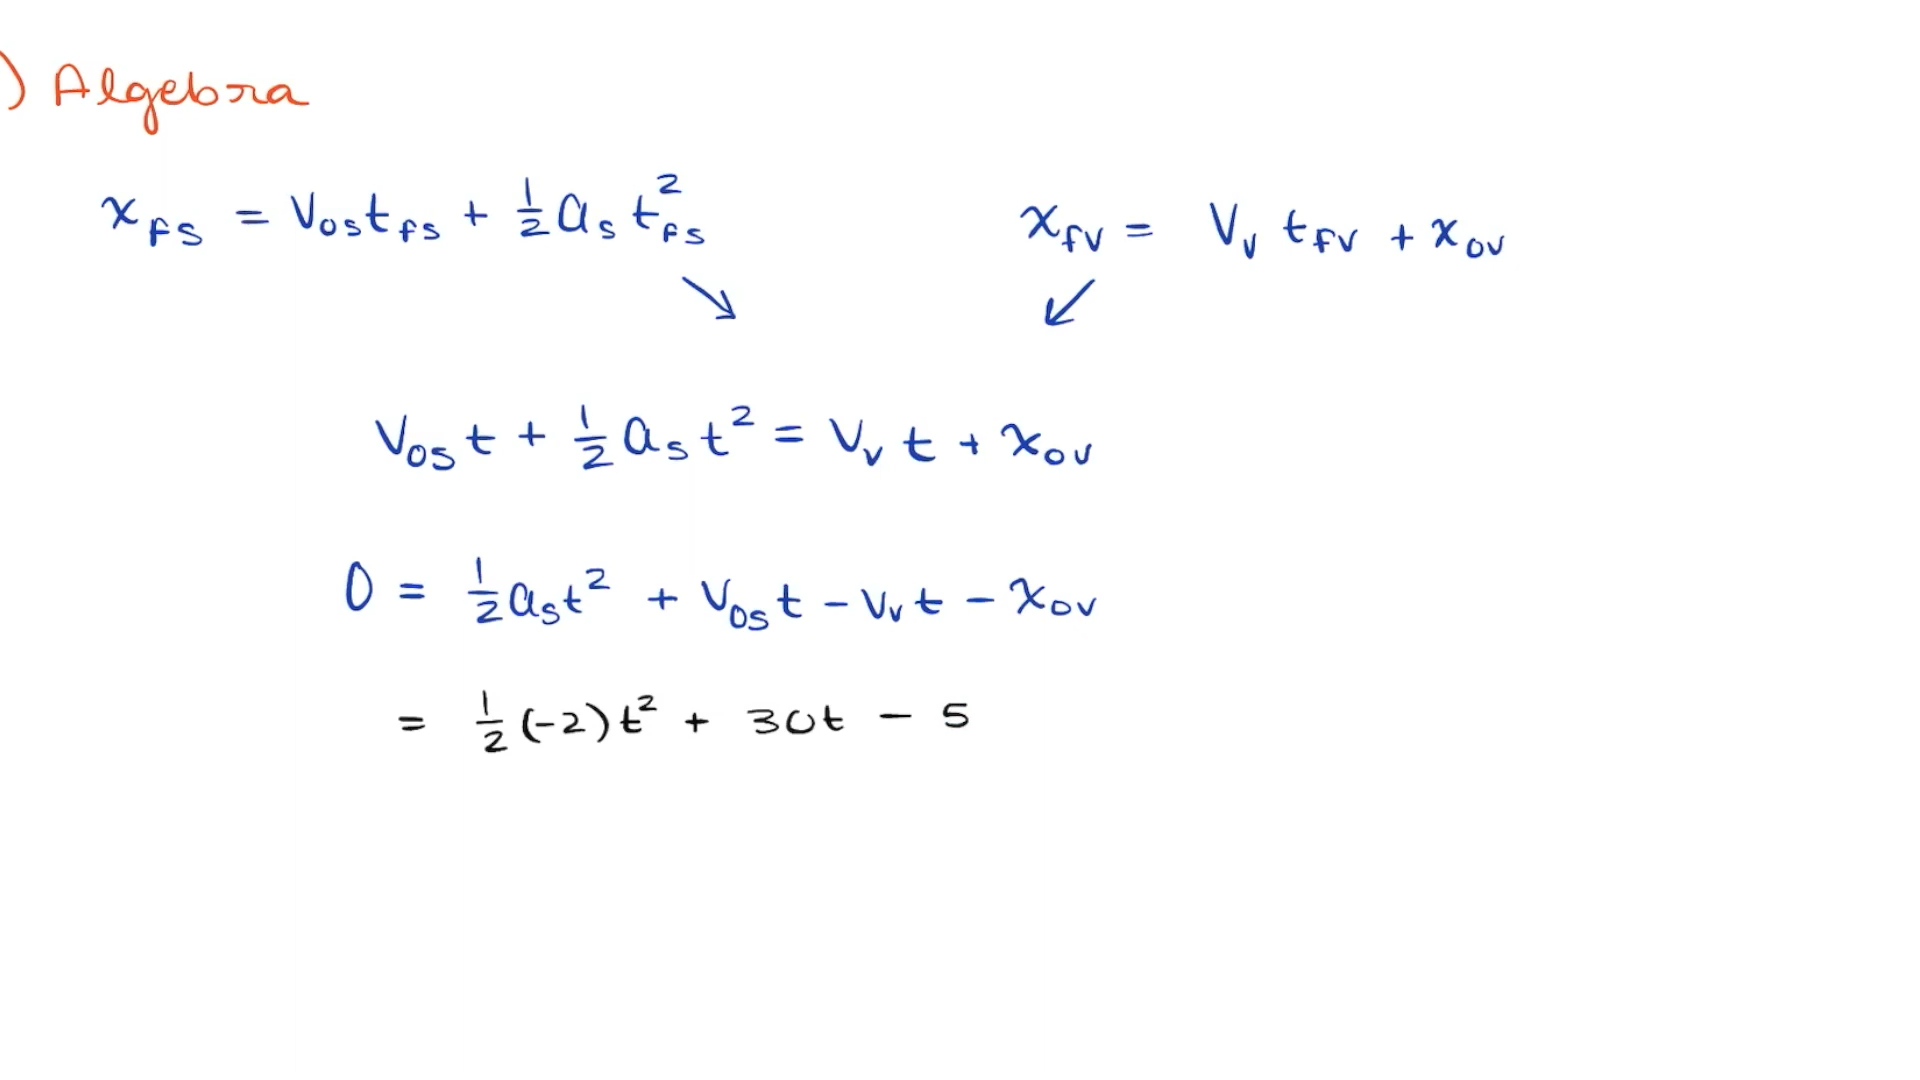 ) Algebra
x_fs = V_os t_fs + 1/2 a_s t_fs^2    x_fv = V_v t_fv + x_ov
↘ ↙
V_os t + 1/2 a_s t^2 = V_v t + x_ov
0 = 1/2 a_s t^2 + V_os t - V_v t - x_ov
= 1/2 (-2) t^2 + 30t - 5